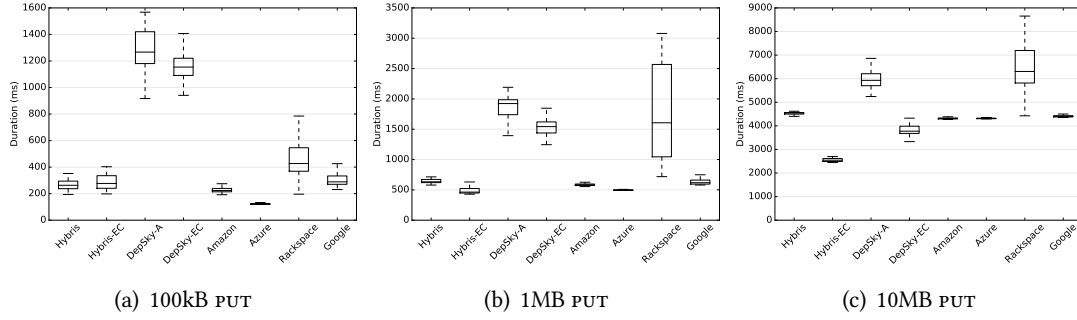 1600
1400
1200
1000
800
600
400
200
0
Duration (ms)
Hybris
Hybris-EC
DepSky-A
DepSky-EC
Amazon
Azure
Rackspace
Google
(a) 100kB PUT
3500
3000
2500
2000
1500
1000
500
0
Duration (ms)
Hybris
Hybris-EC
DepSky-A
DepSky-EC
Amazon
Azure
Rackspace
Google
(b) 1MB PUT
9000
8000
7000
6000
5000
4000
3000
2000
1000
0
Duration (ms)
Hybris
Hybris-EC
DepSky-A
DepSky-EC
Amazon
Azure
Rackspace
Google
(c) 10MB PUT